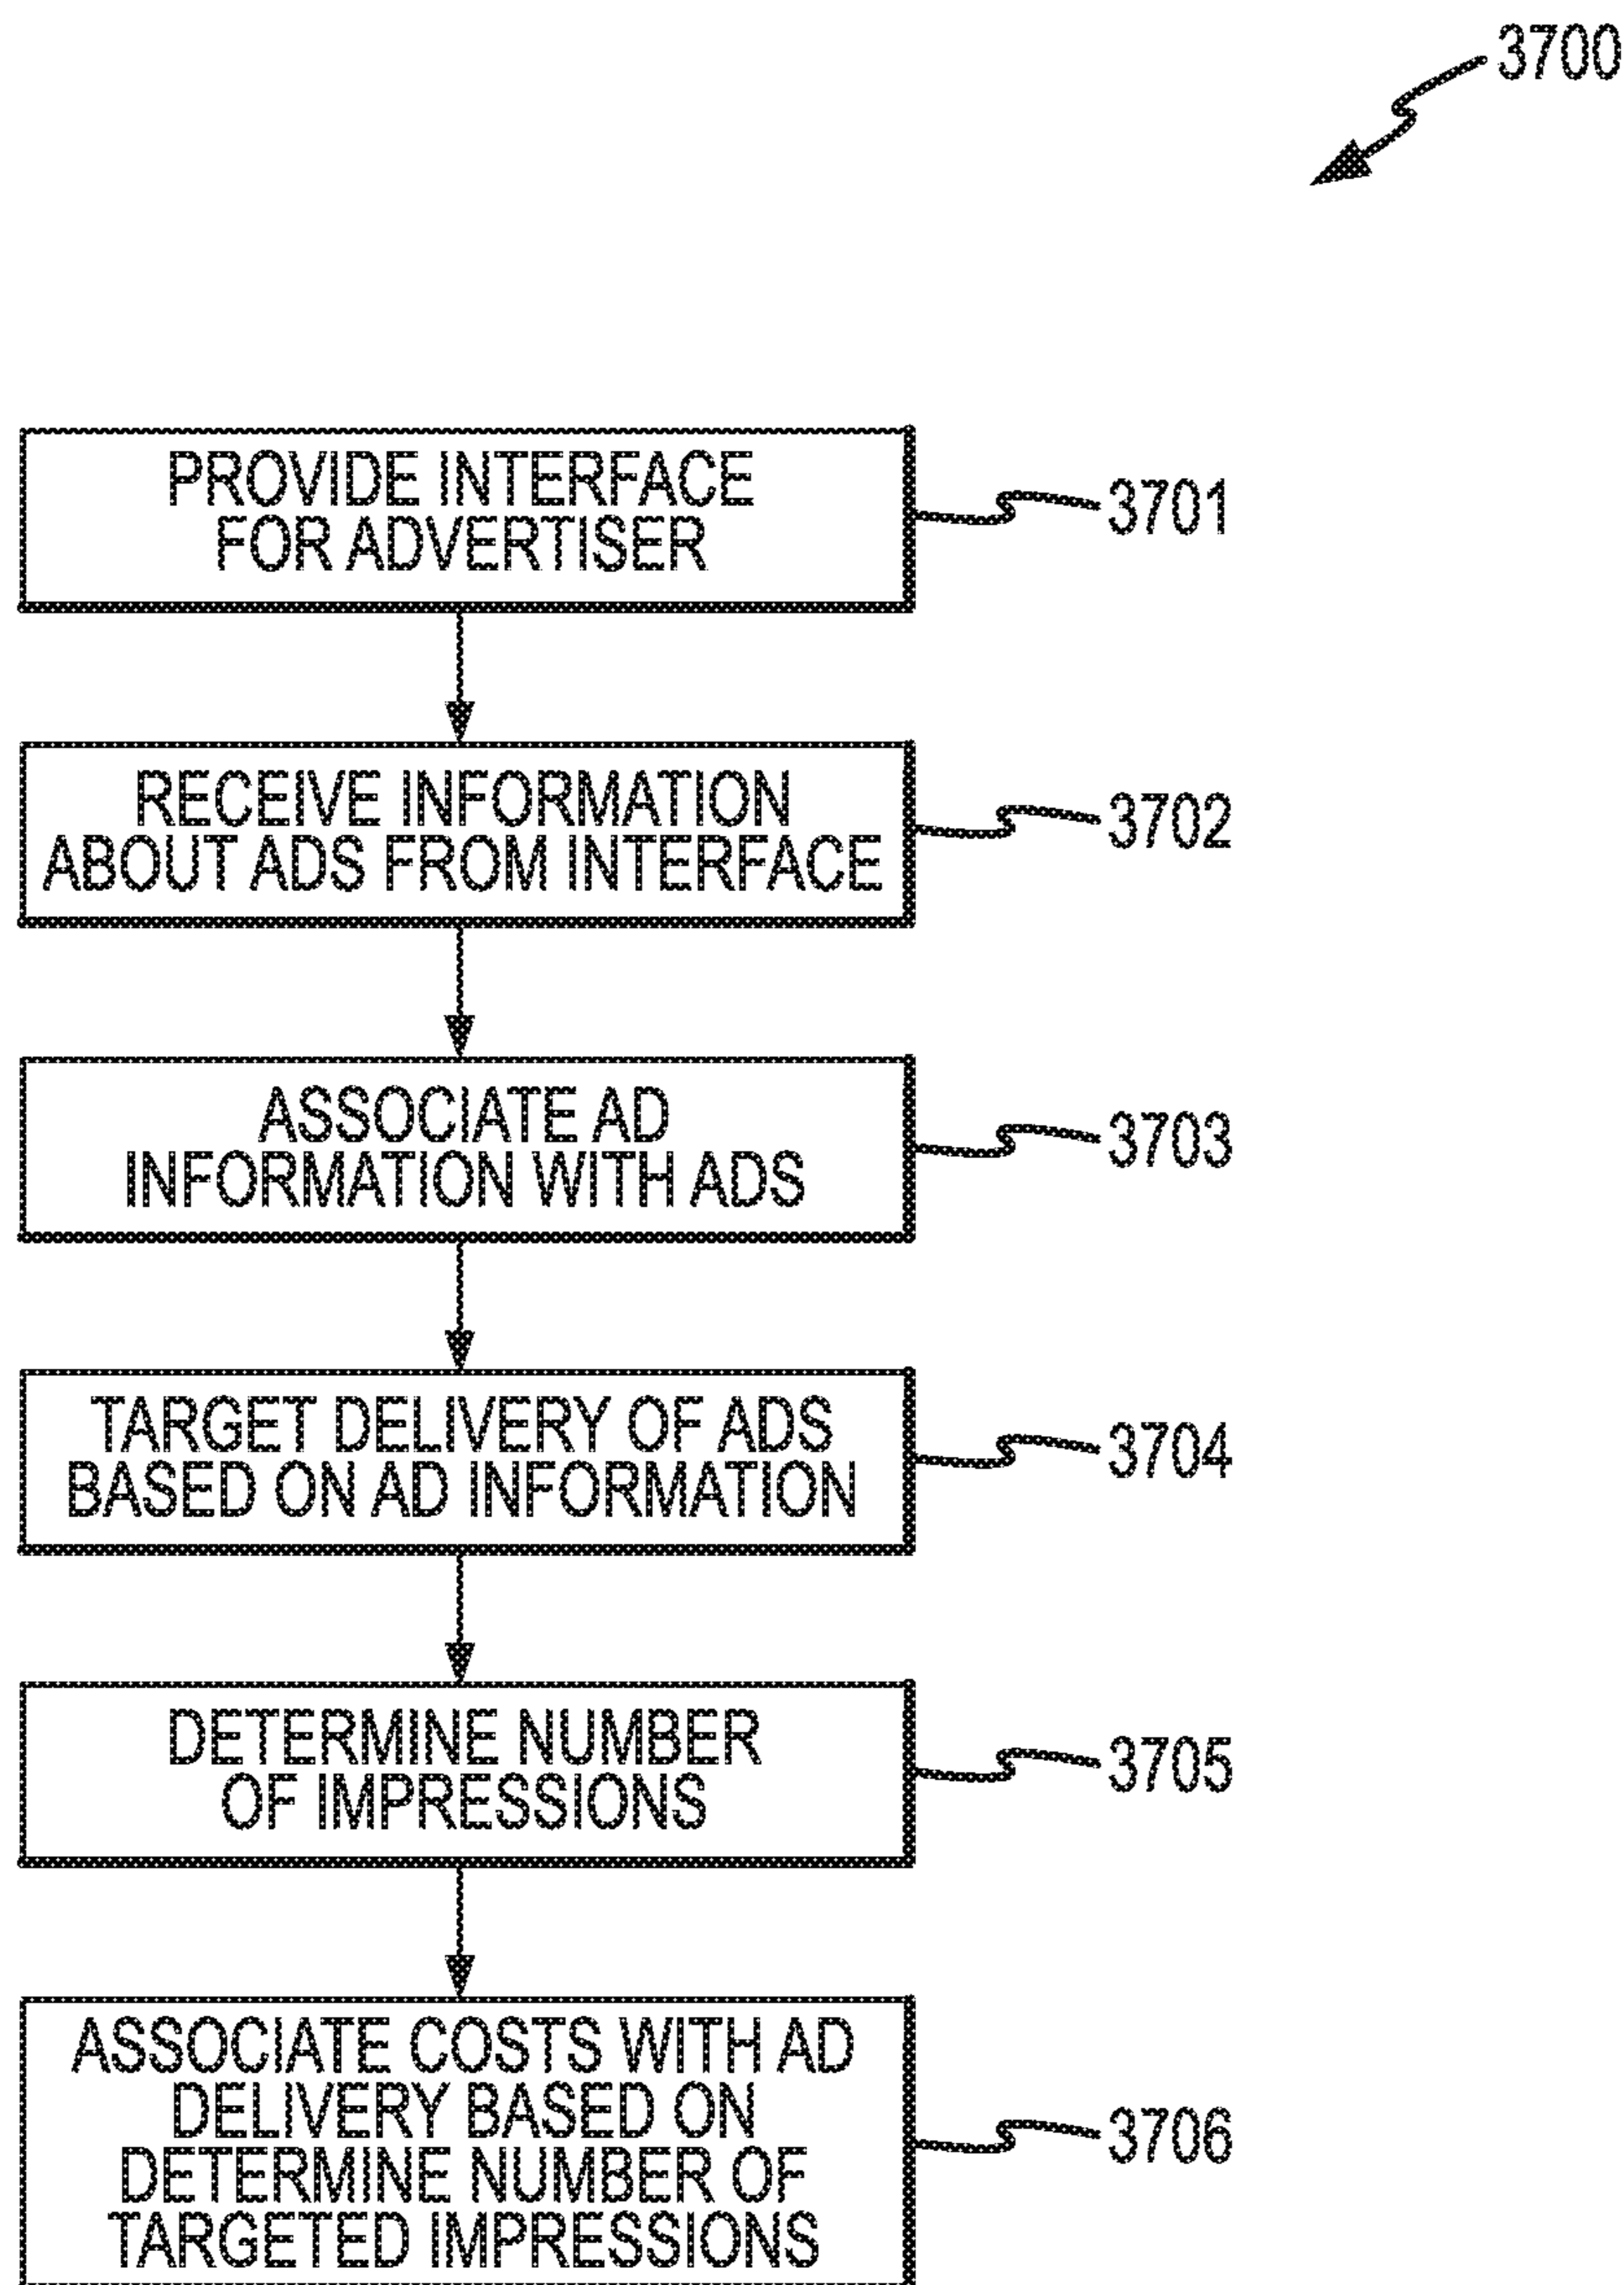 3700
PROVIDE INTERFACE
FOR ADVERTISER
3701
RECEIVE INFORMATION
ABOUT ADS FROM INTERFACE
3702
ASSOCIATE AD
INFORMATION WITH ADS
3703
TARGET DELIVERY OF ADS
BASED ON AD INFORMATION
3704
DETERMINE NUMBER
OF IMPRESSIONS
3705
ASSOCIATE COSTS WITH AD
DELIVERY BASED ON
DETERMINE NUMBER OF
TARGETED IMPRESSIONS
3706